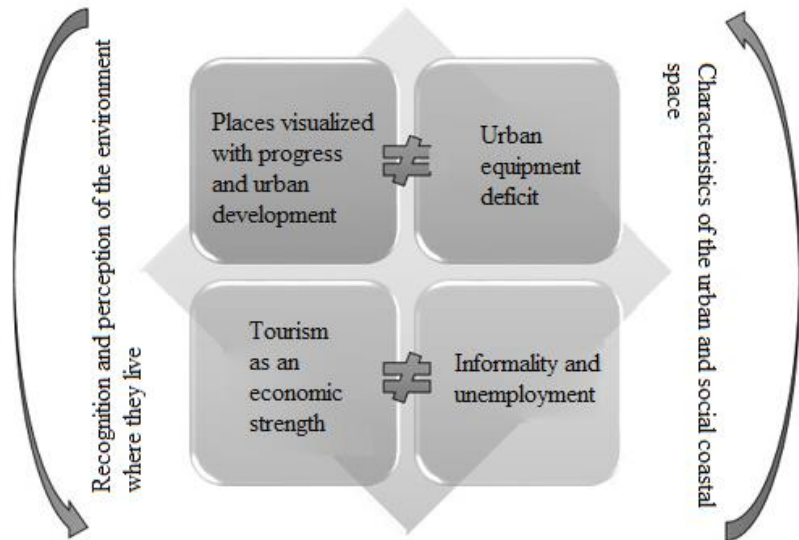 Recognition and perception of the environment
where they live
Places visualized
with progress
and urban
development
≠
Urban
equipment
deficit
Tourism
as an
economic
strength
≠
Informality and
unemployment
Characteristics of the urban and social coastal
space